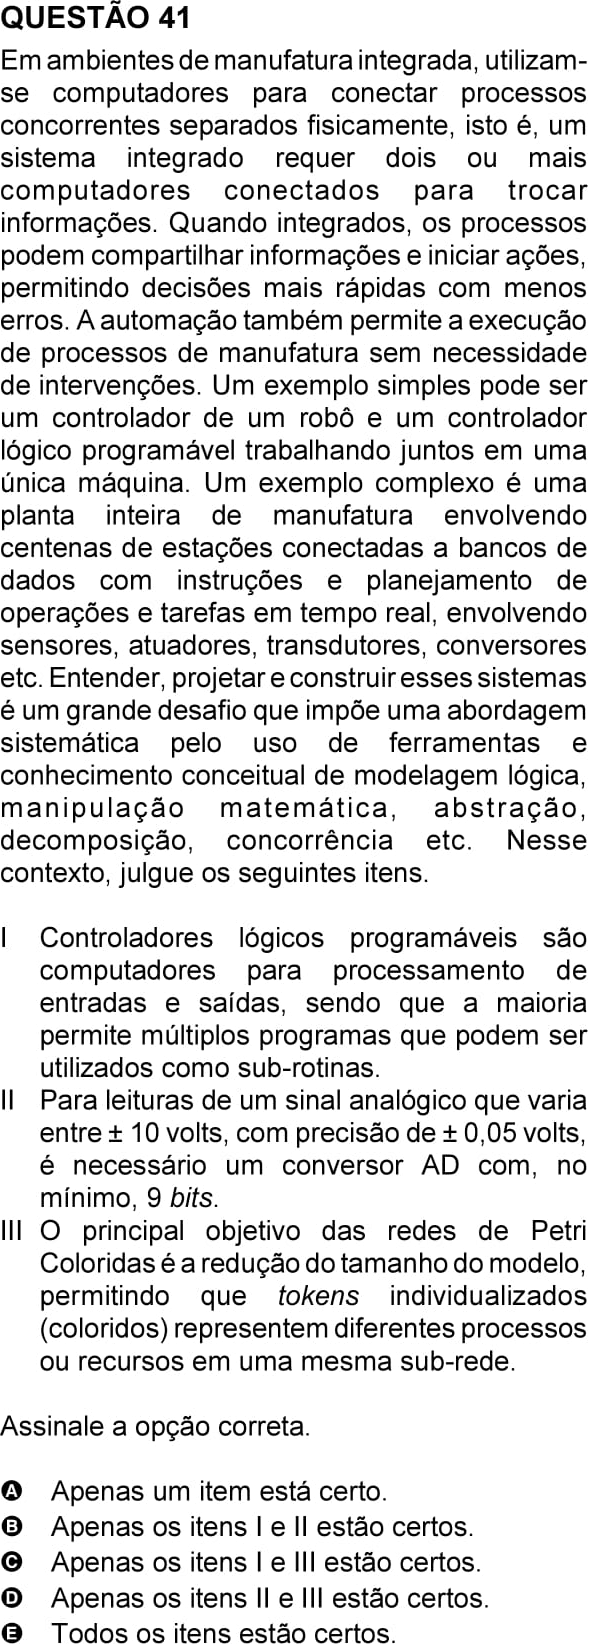 QUESTÃO 41
Em ambientes de manufatura integrada, utilizam-
se computadores para conectar processos
concorrentes separados fisicamente, isto é, um
sistema integrado requer dois ou mais
computadores conectados para trocar
informações. Quando integrados, os processos
podem compartilhar informações e iniciar ações,
permitindo decisões mais rápidas com menos
erros. A automação também permite a execução
de processos de manufatura sem necessidade
de intervenções. Um exemplo simples pode ser
um controlador de um robô e um controlador
lógico programável trabalhando juntos em uma
única máquina. Um exemplo complexo é uma
planta inteira de manufatura envolvendo
centenas de estações conectadas a bancos de
dados com instruções e planejamento de
operações e tarefas em tempo real, envolvendo
sensores, atuadores, transdutores, conversores
etc. Entender, projetar e construir esses sistemas
é um grande desafio que impõe uma abordagem
sistemática pelo uso de ferramentas e
conhecimento conceitual de modelagem lógica,
manipulação matemática, abstração,
decomposição, concorrência etc. Nesse
contexto, julgue os seguintes itens.
I Controladores lógicos programáveis são
computadores para processamento de
entradas e saídas, sendo que a maioria
permite múltiplos programas que podem ser
utilizados como sub-rotinas.
II Para leituras de um sinal analógico que varia
entre ± 10 volts, com precisão de ± 0,05 volts,
é necessário um conversor AD com, no
mínimo, 9 bits.
III O principal objetivo das redes de Petri
Coloridas é a redução do tamanho do modelo,
permitindo que tokens individualizados
(coloridos) representem diferentes processos
ou recursos em uma mesma sub-rede.
Assinale a opção correta.
A Apenas um item está certo.
B Apenas os itens I e II estão certos.
C Apenas os itens I e III estão certos.
D Apenas os itens II e III estão certos.
E Todos os itens estão certos.